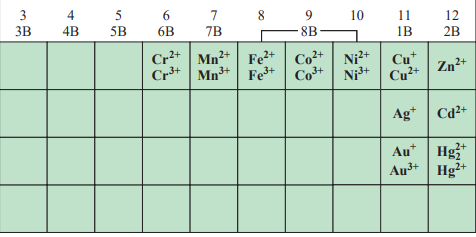 3 4 5 6 7 8 9 10 11 12
3B 4B 5B 6B 7B 8B 1B 2B
Cr²⁺ Mn²⁺ Fe²⁺ Co²⁺ Ni²⁺ Cu⁺ Zn²⁺
Cr³⁺ Mn³⁺ Fe³⁺ Co³⁺ Ni³⁺ Cu²⁺
Ag⁺ Cd²⁺
Au⁺ Hg₂²⁺
Au³⁺ Hg²⁺